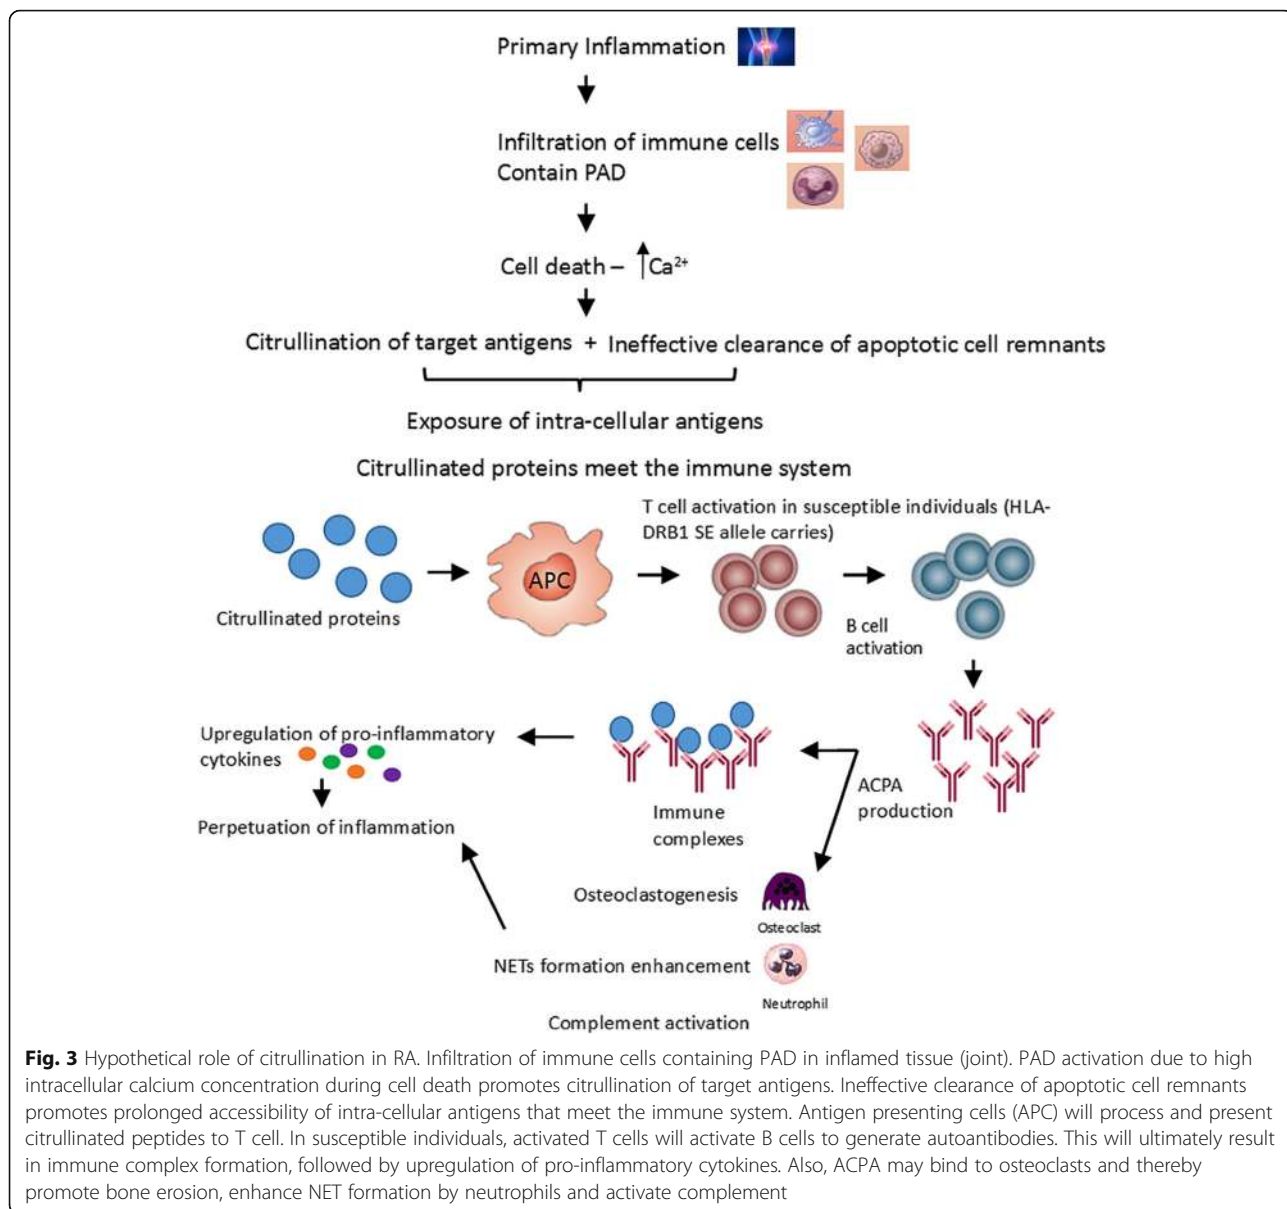 Primary Inflammation
Infiltration of immune cells
Contain PAD
Cell death – ↑Ca²⁺
Citrullination of target antigens + Ineffective clearance of apoptotic cell remnants
Exposure of intra-cellular antigens
Citrullinated proteins meet the immune system
T cell activation in susceptible individuals (HLA-
DRB1 SE allele carries)
APC
Citrullinated proteins
B cell
activation
Upregulation of pro-inflammatory
cytokines
Perpetuation of inflammation
Immune
complexes
ACPA
production
Osteoclastogenesis
Osteoclast
NETs formation enhancement
Neutrophil
Complement activation
Fig. 3 Hypothetical role of citrullination in RA. Infiltration of immune cells containing PAD in inflamed tissue (joint). PAD activation due to high
intracellular calcium concentration during cell death promotes citrullination of target antigens. Ineffective clearance of apoptotic cell remnants
promotes prolonged accessibility of intra-cellular antigens that meet the immune system. Antigen presenting cells (APC) will process and present
citrullinated peptides to T cell. In susceptible individuals, activated T cells will activate B cells to generate autoantibodies. This will ultimately result
in immune complex formation, followed by upregulation of pro-inflammatory cytokines. Also, ACPA may bind to osteoclasts and thereby
promote bone erosion, enhance NET formation by neutrophils and activate complement